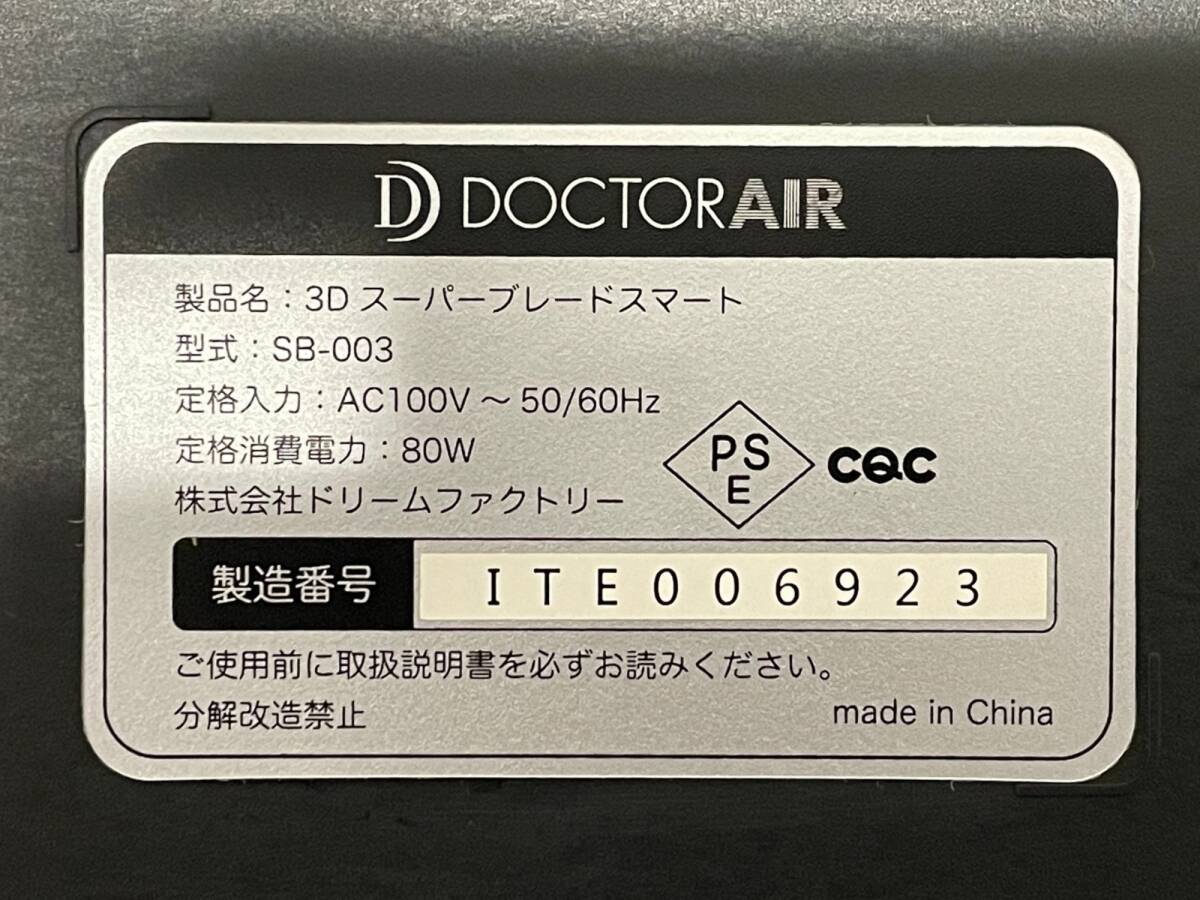 DOCTORAIR
製品名：3D スーパーブレードスマート
型式：SB-003
定格入力：AC100V ～ 50/60Hz
定格消費電力：80W
株式会社ドリームファクトリー
PS
E
CQC
製造番号 ITE006923
ご使用前に取扱説明書を必ずお読みください。
分解改造禁止
made in China